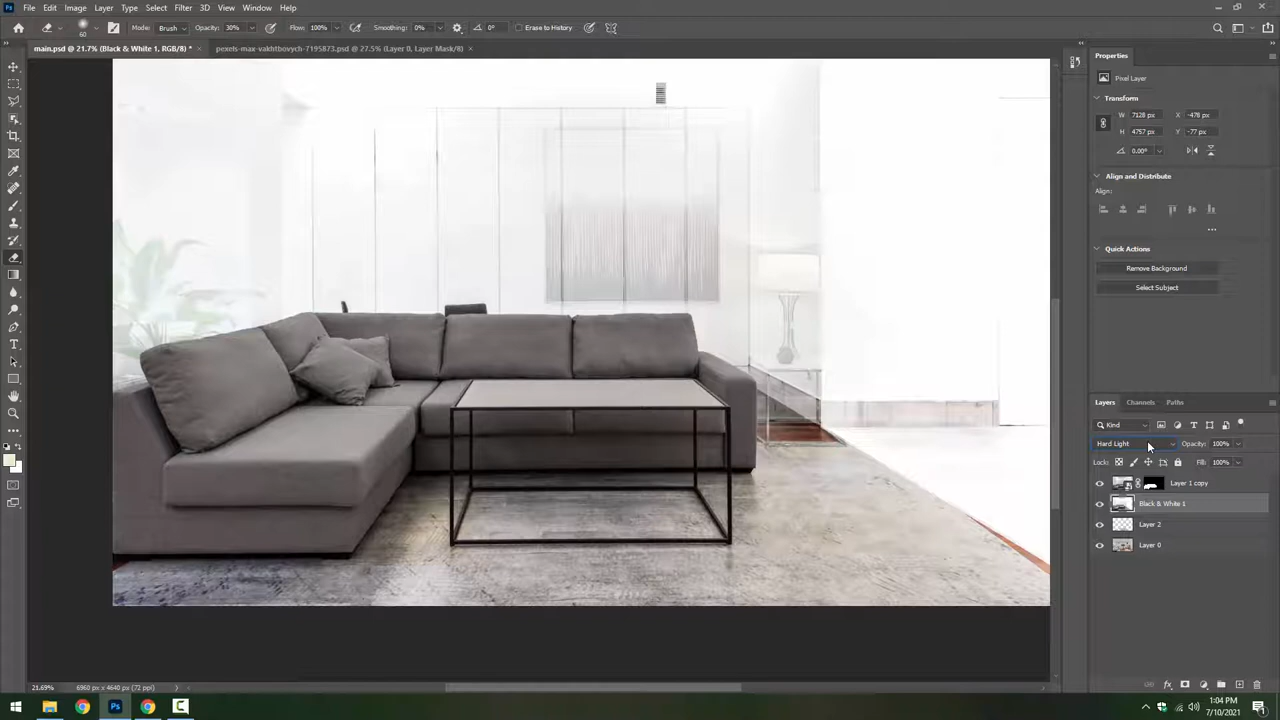 File Edit Image Layer Type Select Filter 3D View Window Help
Mode: Brush Opacity: 30% Flow: 100% Smoothing: 0% 0° Erase to History
60
main.psd @ 21.7% (Black & White 1, RGB/8) * × pexels-max-vakhtbovych-7195873.psd @ 27.5% (Layer 0, Layer Mask/8) ×
Properties
Pixel Layer
Transform
W 7128 px X -478 px
H 4757 px Y -77 px
0.00°
Align and Distribute
Align:
Quick Actions
Remove Background
Select Subject
Layers Channels Paths
Kind
Hard Light Opacity: 100%
Lock: Fill: 100%
Layer 1 copy
Black & White 1
Layer 2
Layer 0
21.69% 6960 px x 4640 px (72 ppi)
1:04 PM
7/10/2021